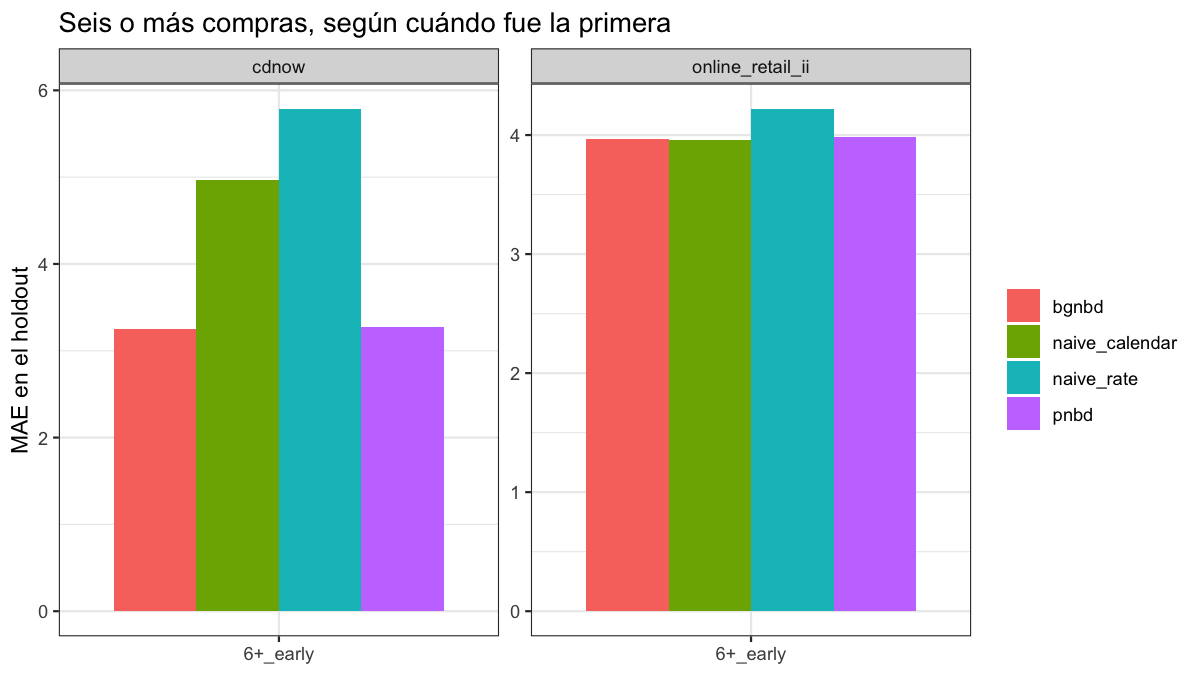 Seis o más compras, según cuándo fue la primera
cdnow
online_retail_ii
MAE en el holdout
6
4
2
0
4
3
2
1
0
6+_early
6+_early
bgnbd
naive_calendar
naive_rate
pnbd